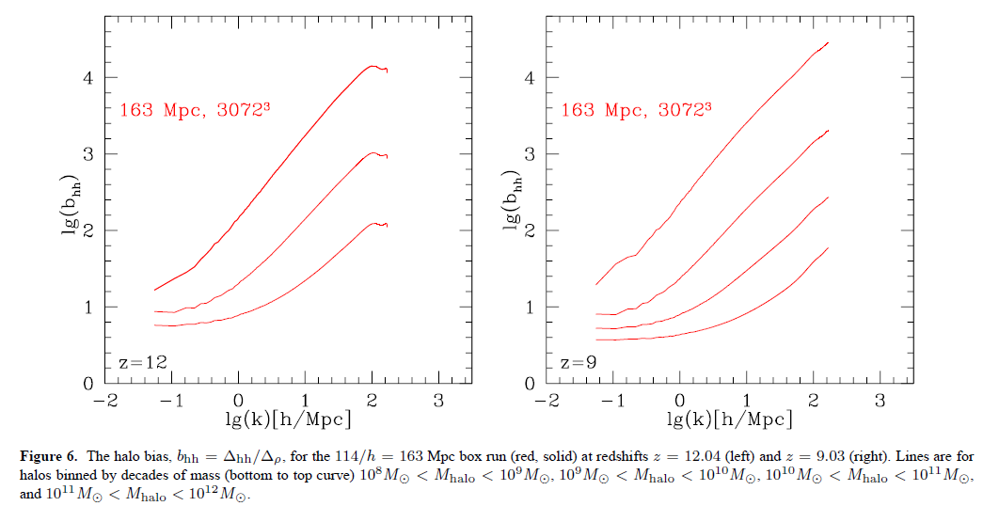 163 Mpc, 3072³
z=12
lg(b_hh)
4
3
2
1
0
−2 −1 0 1 2 3
lg(k)[h/Mpc]
163 Mpc, 3072³
z=9
lg(b_hh)
4
3
2
1
0
−2 −1 0 1 2 3
lg(k)[h/Mpc]
Figure 6. The halo bias, b_hh = Δ_hh/Δ_ρ, for the 114/h = 163 Mpc box run (red, solid) at redshifts z = 12.04 (left) and z = 9.03 (right). Lines are for
halos binned by decades of mass (bottom to top curve) 10⁸M_⊙ < M_halo < 10⁹M_⊙, 10⁹M_⊙ < M_halo < 10¹⁰M_⊙, 10¹⁰M_⊙ < M_halo < 10¹¹M_⊙,
and 10¹¹M_⊙ < M_halo < 10¹²M_⊙.